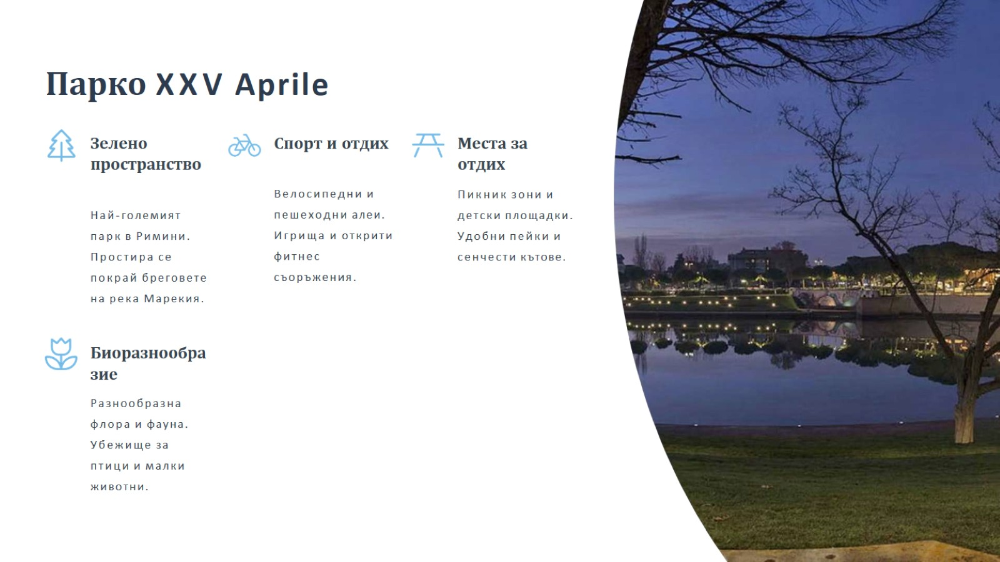 Парко XXV Aprile
Зелено
пространство
Най-големият
парк в Римини.
Простира се
покрай бреговете
на река Марекия.
Спорт и отдих
Велосипедни и
пешеходни алеи.
Игрища и открити
фитнес
съоръжения.
Места за
отдих
Пикник зони и
детски площадки.
Удобни пейки и
сенчести кътове.
Биоразнообра
зие
Разнообразна
флора и фауна.
Убежище за
птици и малки
животни.